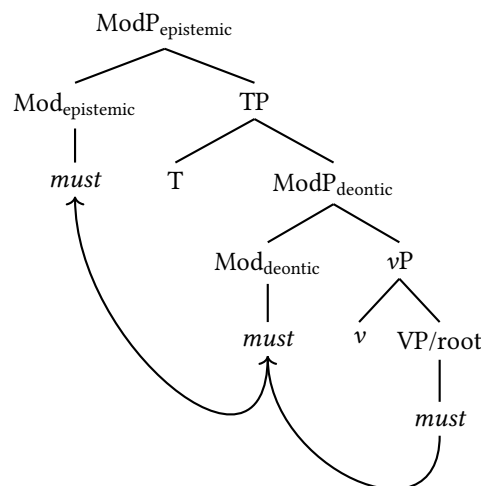 ModPepistemic
Modepistemic TP
must T ModPdeontic
Moddeontic vP
must v VP/root
must